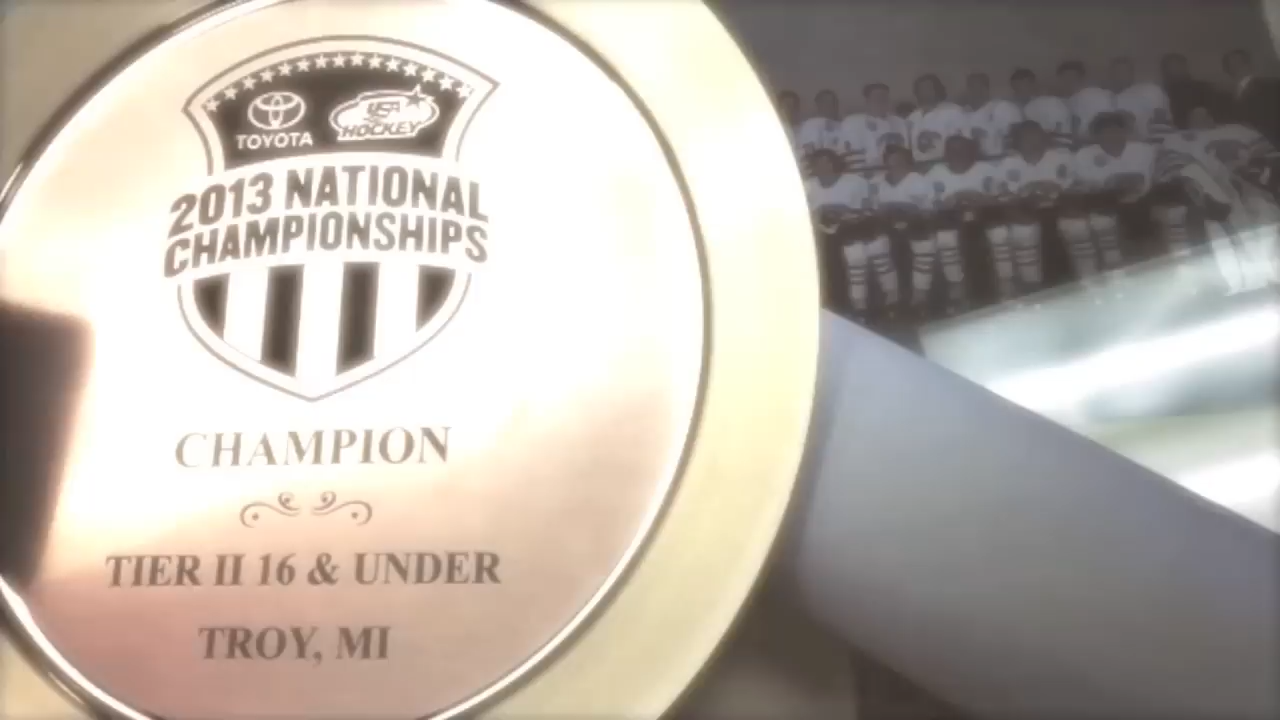 TOYOTA
USA
HOCKEY
2013 NATIONAL
CHAMPIONSHIPS
CHAMPION
TIER II 16 & UNDER
TROY, MI